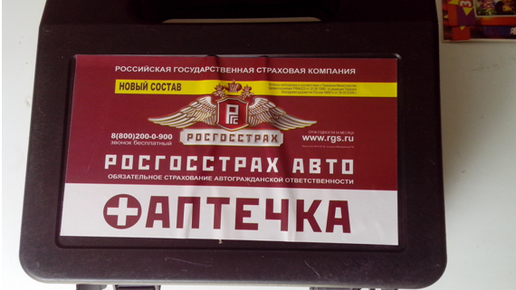 РОССИЙСКАЯ ГОСУДАРСТВЕННАЯ СТРАХОВАЯ КОМПАНИЯ
НОВЫЙ СОСТАВ
РГС
РОСГОССТРАХ
8(800)200-0-900
звонок бесплатный
www.rgs.ru
РОСГОССТРАХ АВТО
ОБЯЗАТЕЛЬНОЕ СТРАХОВАНИЕ АВТОГРАЖДАНСКОЙ ОТВЕТСТВЕННОСТИ
АПТЕЧКА